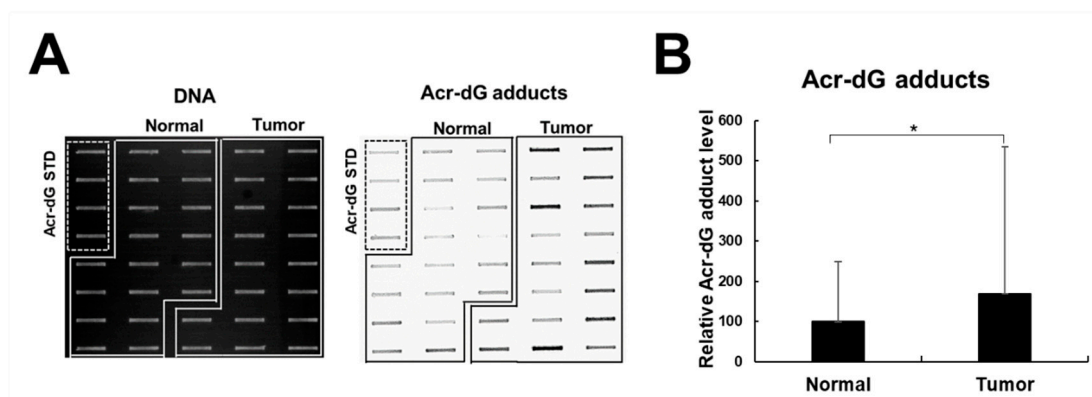 A
DNA
Normal Tumor
Acr-dG STD
Acr-dG adducts
Normal Tumor
Acr-dG STD
B
Acr-dG adducts
Relative Acr-dG adduct level
600
500
400
300
200
100
0
*
Normal Tumor